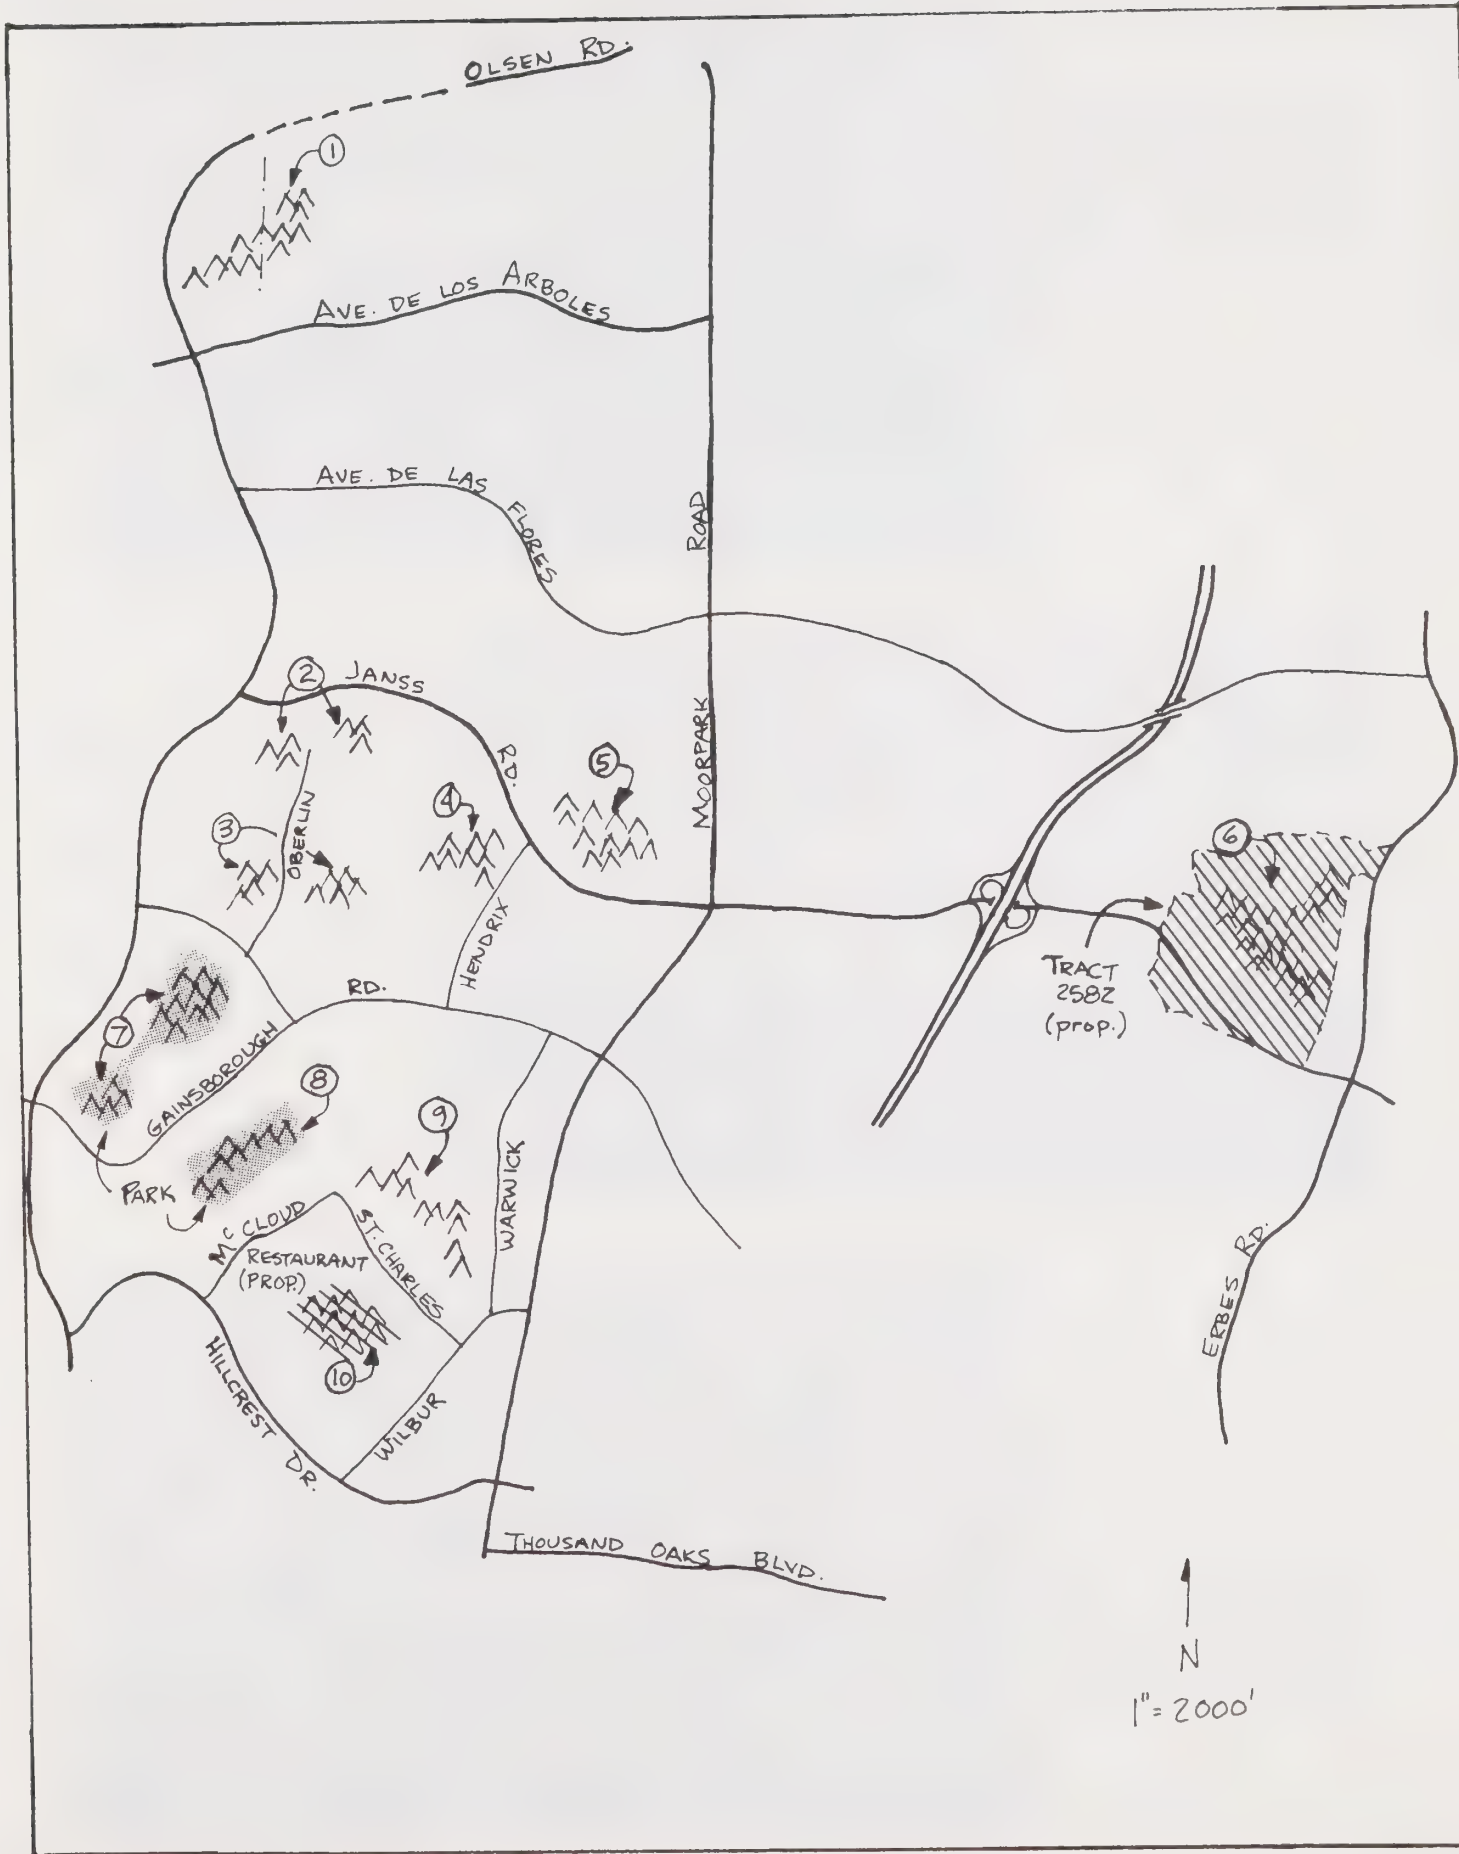 OLSEN RD.
1
AVE. DE LOS ARBOLES
AVE. DE LAS FLORES
MOORPARK ROAD
2
JANSS RD.
5
4
3
OBERLIN
6
HENDRIX
TRACT
2582
(prop.)
RD.
7
GAINSBOROUGH
8
9
WARWICK
PARK
McCLOUD
ST. CHARLES
RESTAURANT
(PROP.)
10
ERBES RD.
HILLCREST DR.
WILBUR
THOUSAND OAKS BLVD.
N
1" = 2000'